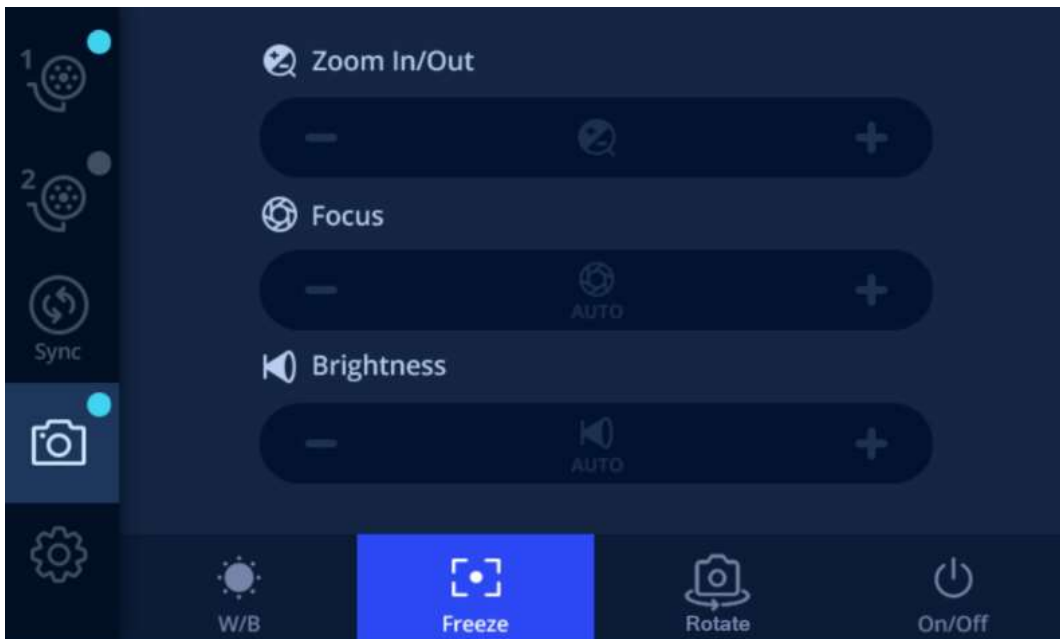 1
Zoom In/Out
2
Focus
AUTO
Sync
Brightness
AUTO
W/B
Freeze
Rotate
On/Off